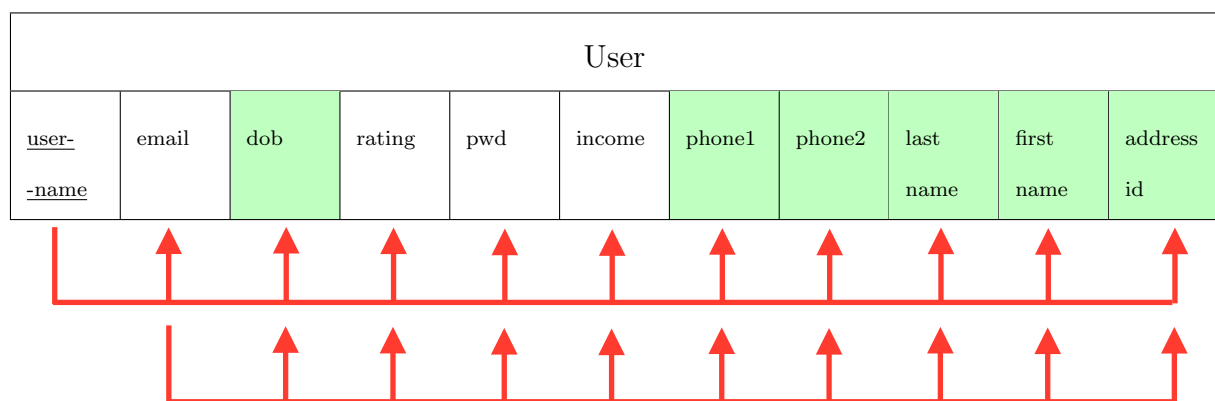 User
user- email dob rating pwd income phone1 phone2 last first address
-name name name id